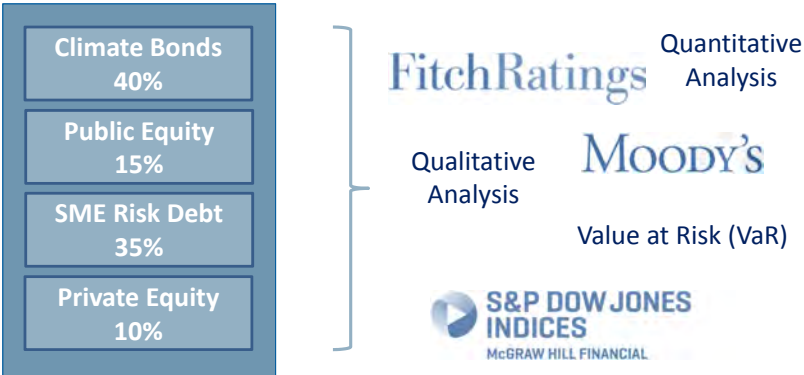 Climate Bonds
40%
Public Equity
15%
SME Risk Debt
35%
Private Equity
10%
FitchRatings
Quantitative
Analysis
Qualitative
Analysis
MOODY'S
Value at Risk (VaR)
S&P DOW JONES
INDICES
McGRAW HILL FINANCIAL